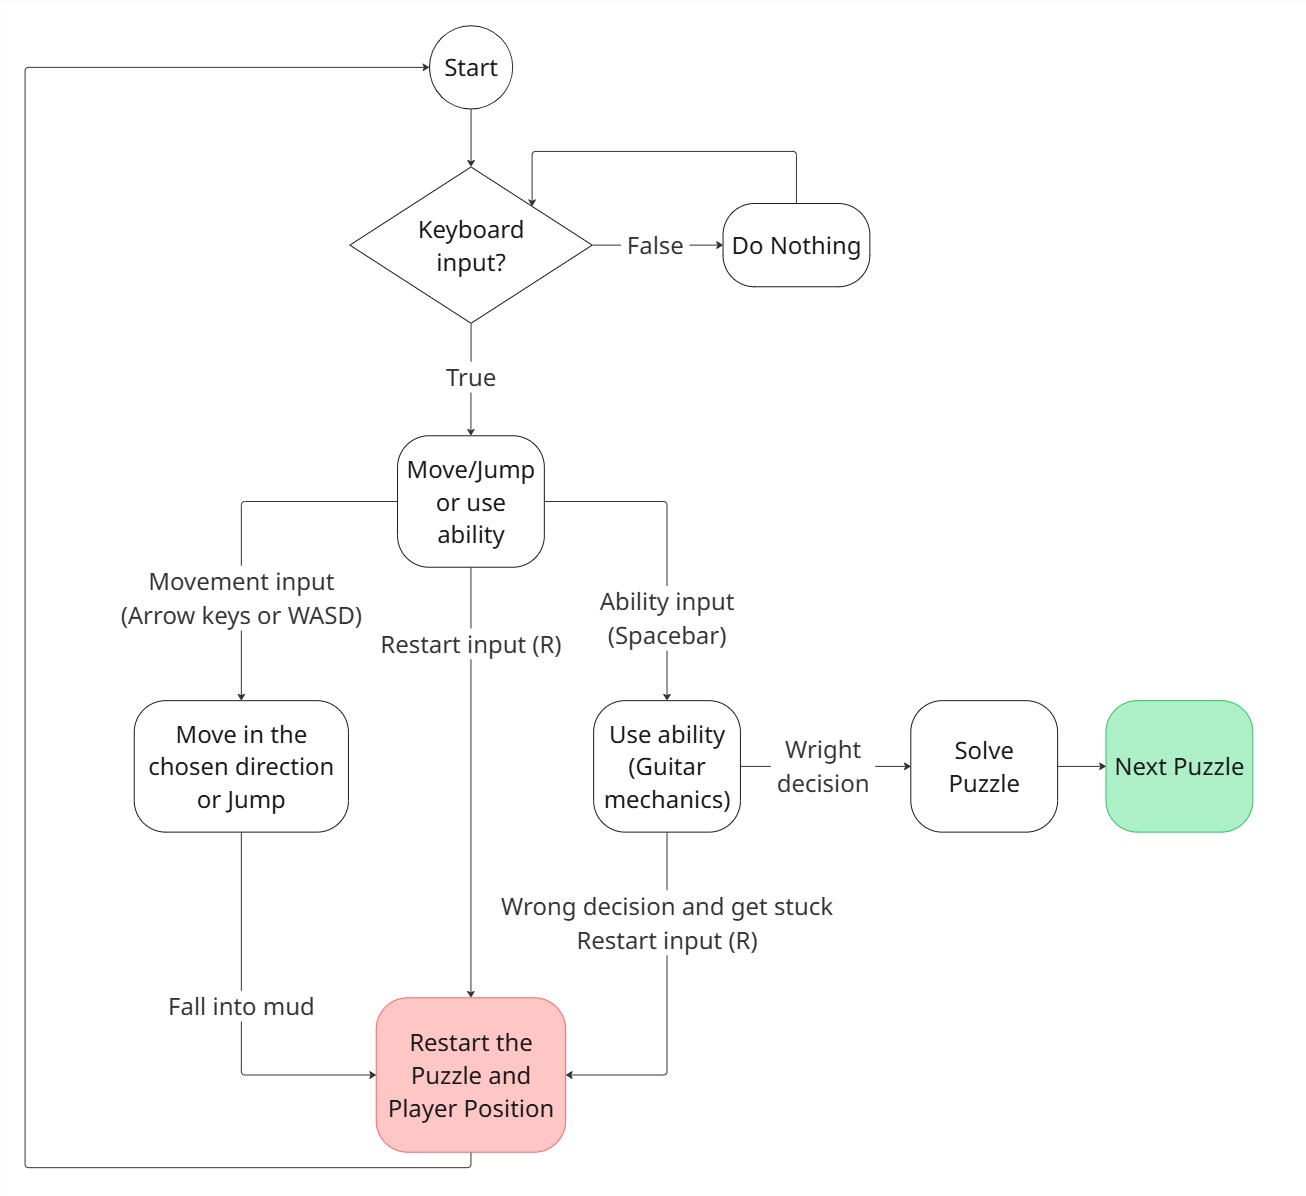 Start
Keyboard
input?
False
Do Nothing
True
Move/Jump
or use
ability
Movement input
(Arrow keys or WASD)
Restart input (R)
Ability input
(Spacebar)
Move in the
chosen direction
or Jump
Use ability
(Guitar
mechanics)
Wright
decision
Solve
Puzzle
Next Puzzle
Wrong decision and get stuck
Restart input (R)
Fall into mud
Restart the
Puzzle and
Player Position